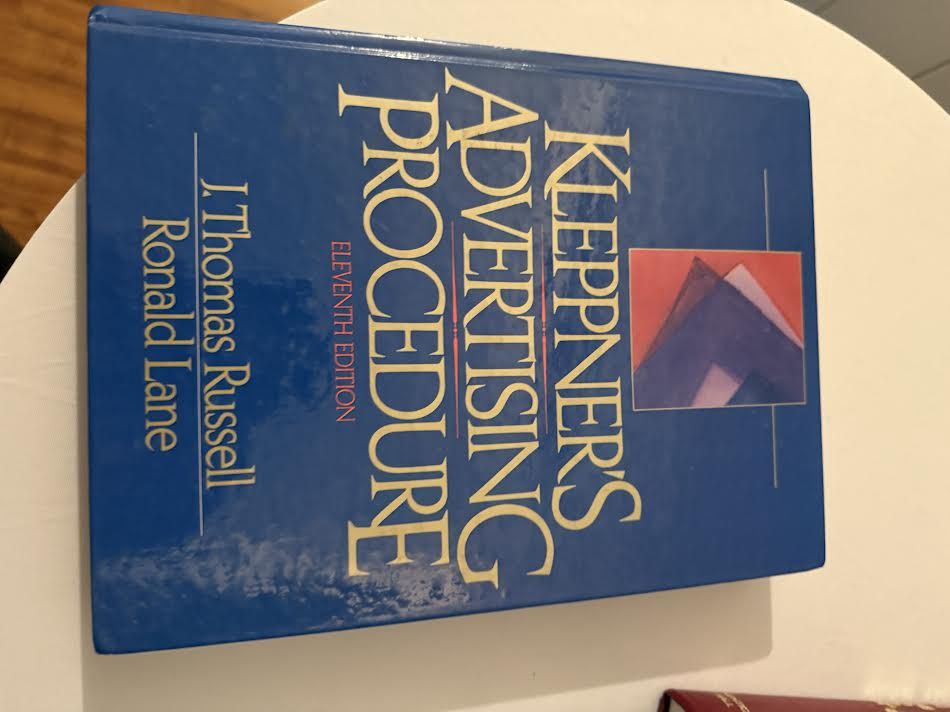 KLEPPNER'S
ADVERTISING
PROCEDURE
ELEVENTH EDITION
J. Thomas Russell
Ronald Lane